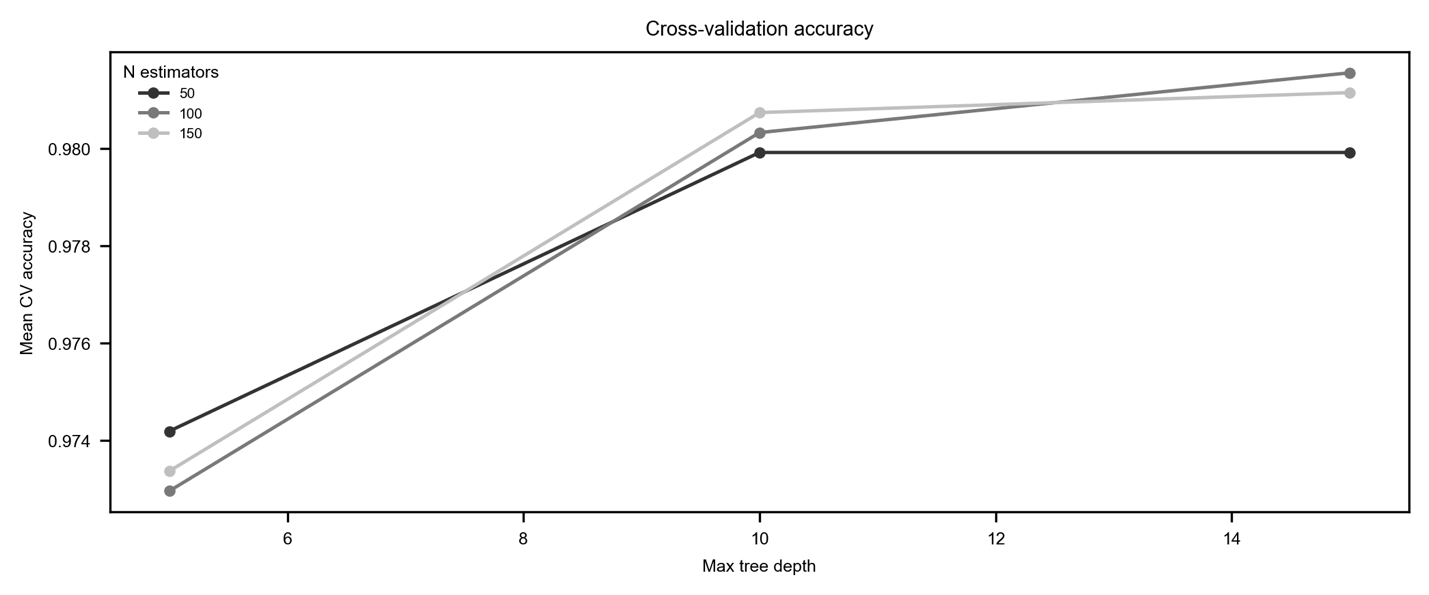 Cross-validation accuracy
N estimators
50
100
150
0.980
0.978
0.976
0.974
Mean CV accuracy
6 8 10 12 14
Max tree depth